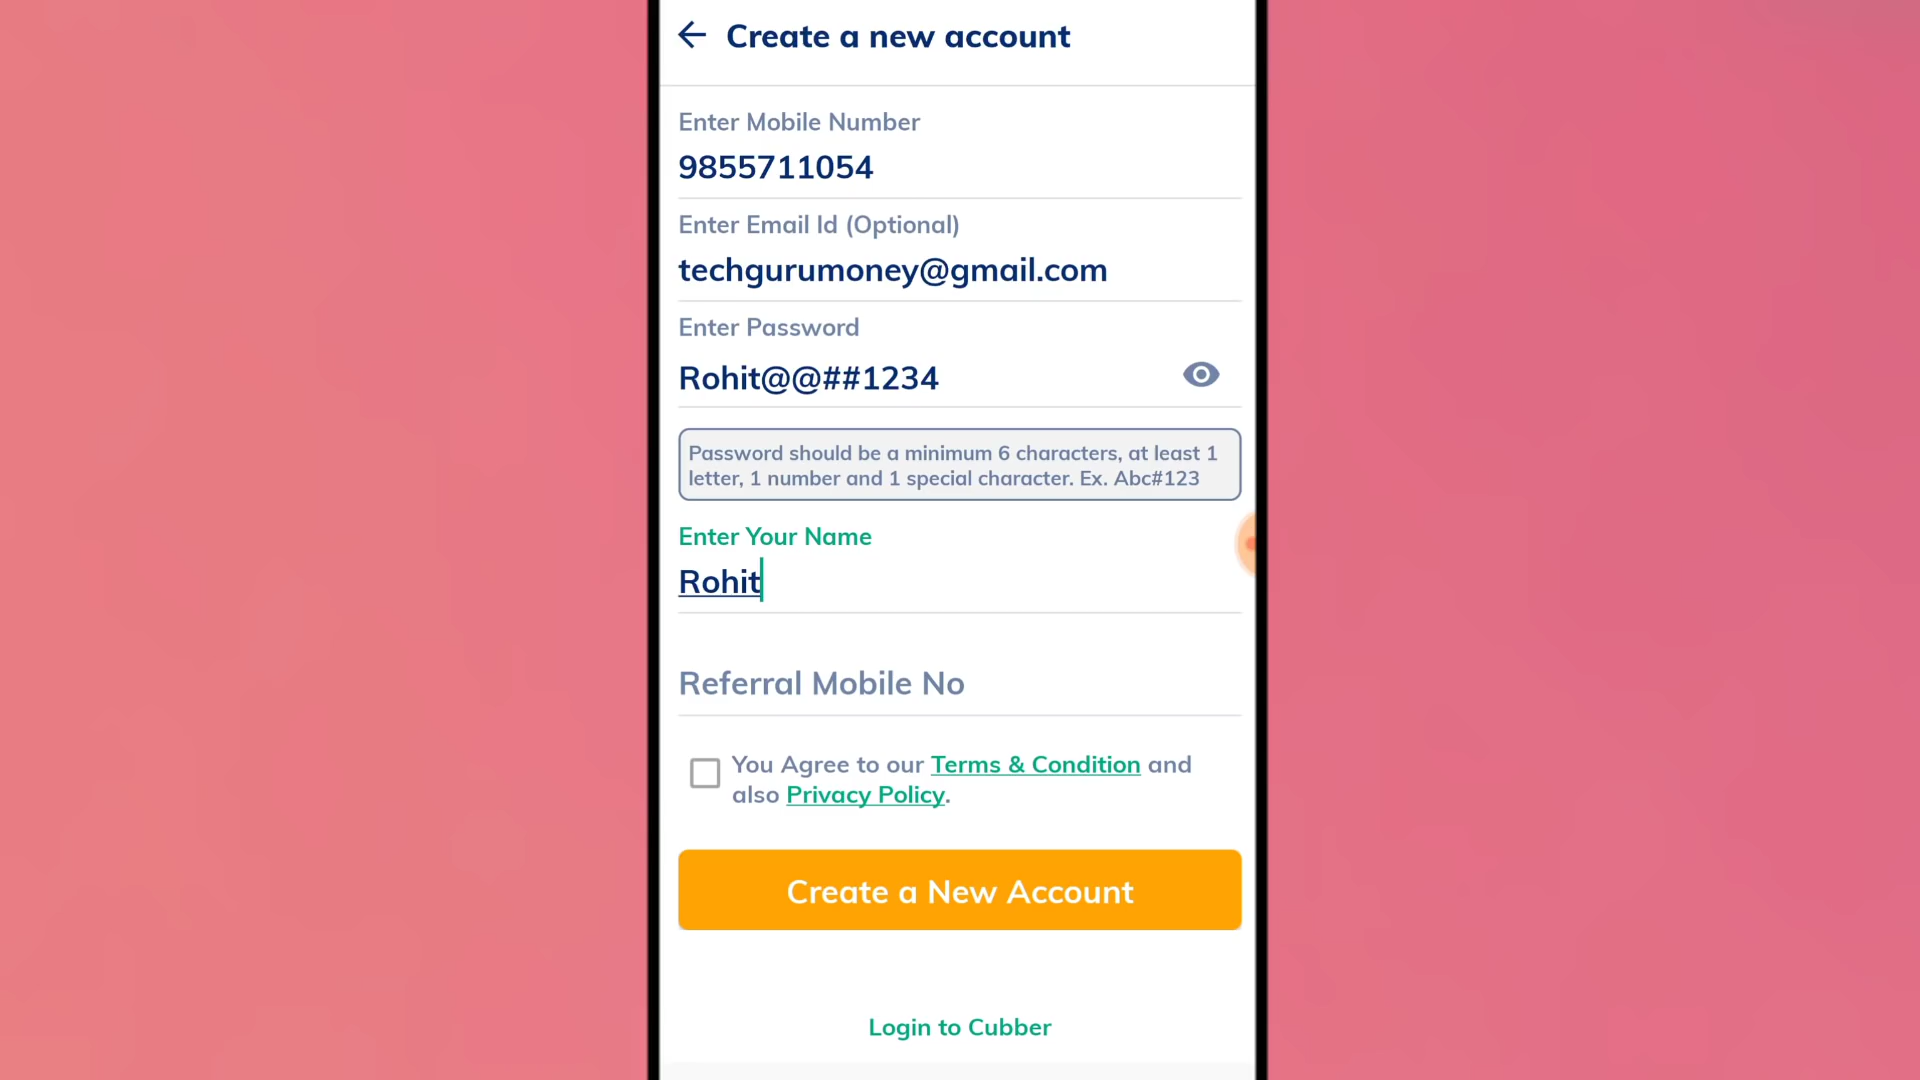 Create a new account
Enter Mobile Number
9855711054
Enter Email Id (Optional)
techgurumoney@gmail.com
Enter Password
Rohit@@##1234
Password should be a minimum 6 characters, at least 1
letter, 1 number and 1 special character. Ex. Abc#123
Enter Your Name
Rohit
Referral Mobile No
You Agree to our Terms & Condition and
also Privacy Policy.
Create a New Account
Login to Cubber